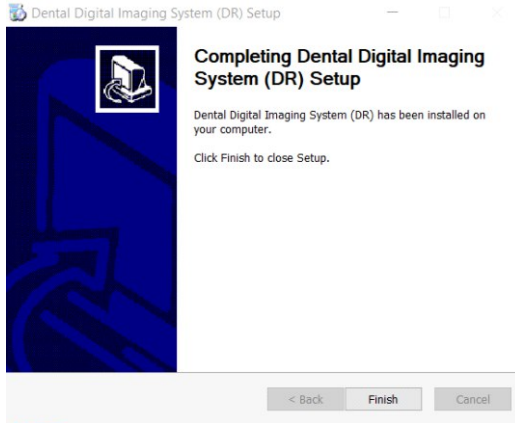 Dental Digital Imaging System (DR) Setup
Completing Dental Digital Imaging
System (DR) Setup
Dental Digital Imaging System (DR) has been installed on
your computer.
Click Finish to close Setup.
< Back Finish Cancel